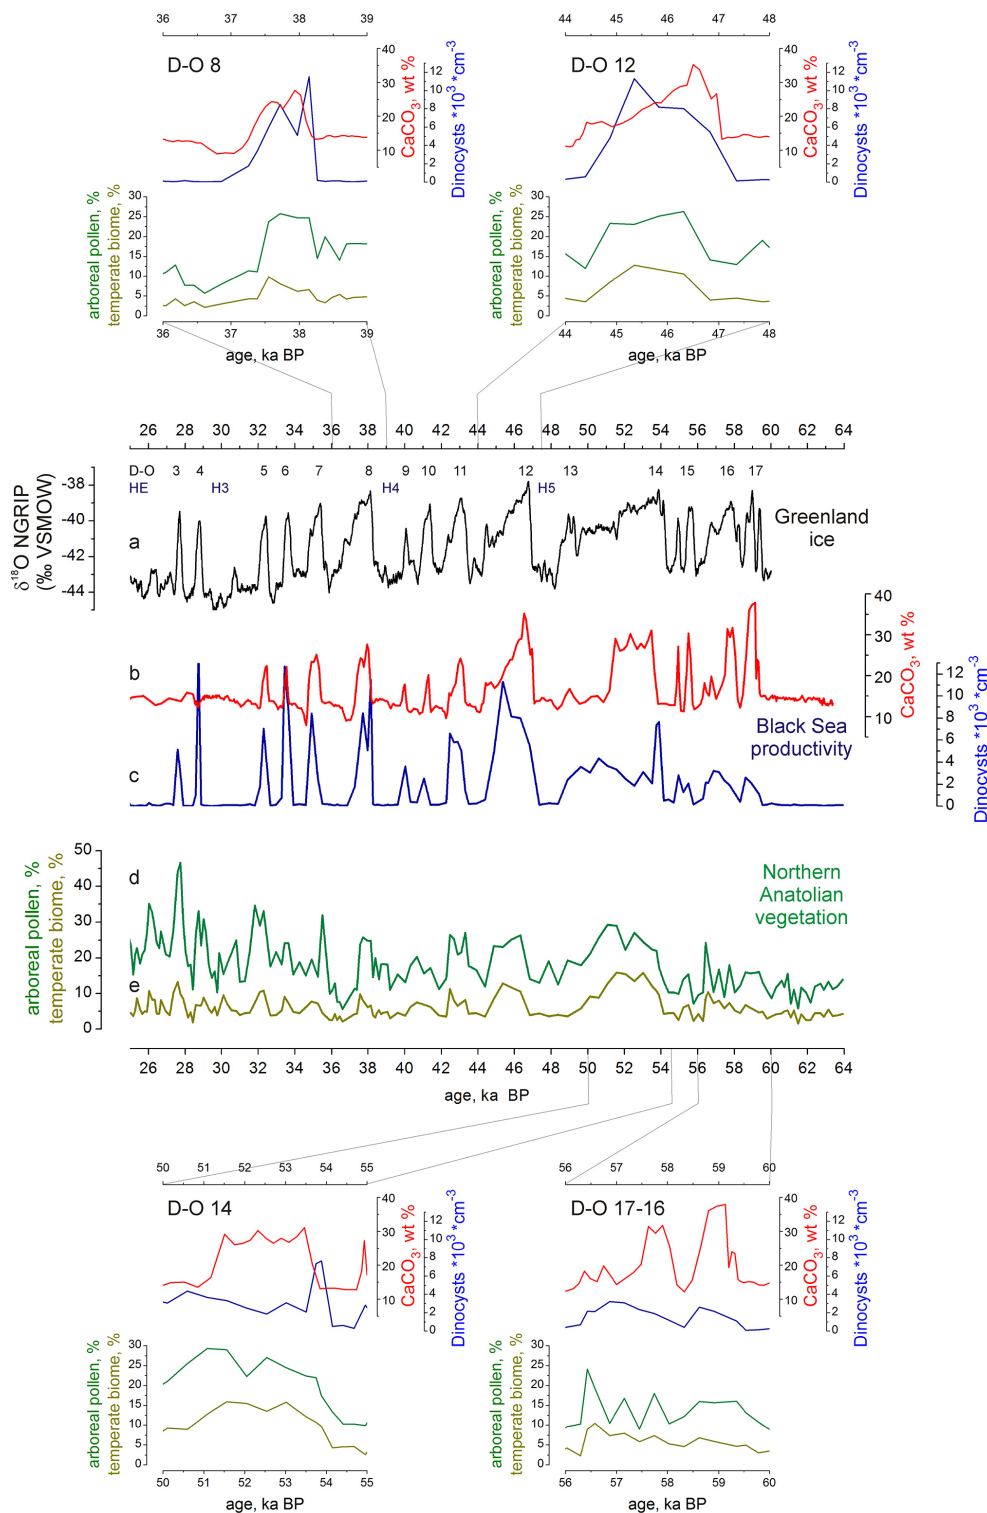 36 37 38 39
44 45 46 47 48
D-O 8
40
30
20
10
CaCO3, wt %
12
10
8
6
4
2
0
Dinocysts *10³ *cm⁻³
D-O 12
40
30
20
10
CaCO3, wt %
12
10
8
6
4
2
0
Dinocysts *10³ *cm⁻³
arboreal pollen, %
temperate biome, %
30
25
20
15
10
5
0
36 37 38 39
age, ka BP
arboreal pollen, %
temperate biome, %
30
25
20
15
10
5
0
44 45 46 47 48
age, ka BP
26 28 30 32 34 36 38 40 42 44 46 48 50 52 54 56 58 60 62 64
D-O 3 4 5 6 7 8 9 10 11 12 13 14 15 16 17
HE H3 H4 H5
δ¹⁸O NGRIP
(‰ VSMOW)
-38
-40
-42
-44
a
Greenland
ice
b
40
30
20
10
CaCO3, wt %
c
Black Sea
productivity
12
10
8
6
4
2
0
Dinocysts *10³ *cm⁻³
arboreal pollen, %
temperate biome, %
50
40
30
20
10
0
d
e
Northern
Anatolian
vegetation
26 28 30 32 34 36 38 40 42 44 46 48 50 52 54 56 58 60 62 64
age, ka BP
50 51 52 53 54 55
56 57 58 59 60
D-O 14
40
30
20
10
CaCO3, wt %
12
10
8
6
4
2
0
Dinocysts *10³ *cm⁻³
D-O 17-16
40
30
20
10
CaCO3, wt %
12
10
8
6
4
2
0
Dinocysts *10³ *cm⁻³
arboreal pollen, %
temperate biome, %
30
25
20
15
10
5
0
50 51 52 53 54 55
age, ka BP
arboreal pollen, %
temperate biome, %
30
25
20
15
10
5
0
56 57 58 59 60
age, ka BP